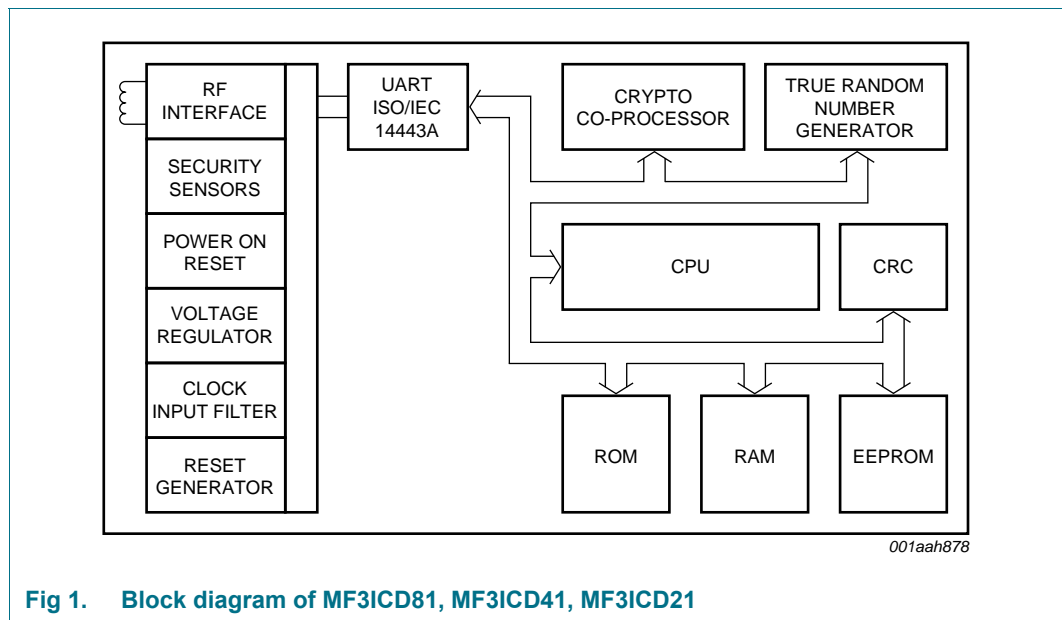 RF
INTERFACE
SECURITY
SENSORS
POWER ON
RESET
VOLTAGE
REGULATOR
CLOCK
INPUT FILTER
RESET
GENERATOR
UART
ISO/IEC
14443A
CRYPTO
CO-PROCESSOR
TRUE RANDOM
NUMBER
GENERATOR
CPU
CRC
ROM
RAM
EEPROM
001aah878
Fig 1. Block diagram of MF3ICD81, MF3ICD41, MF3ICD21